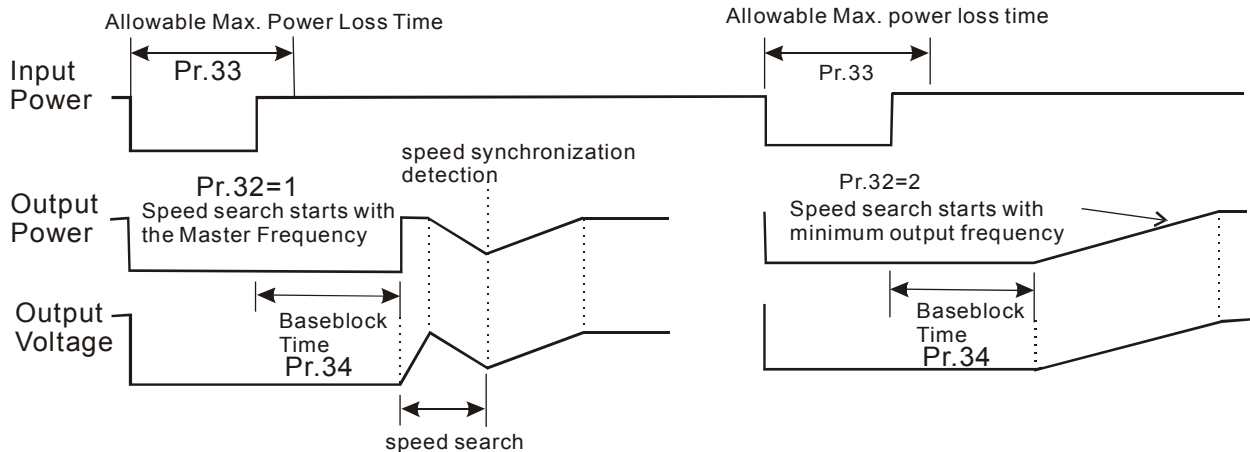 Allowable Max. Power Loss Time
Pr.33
Input
Power
Pr.32=1
Output
Power
Speed search starts with
the Master Frequency
speed synchronization
detection
Output
Voltage
Baseblock
Time
Pr.34
speed search
Allowable Max. power loss time
Pr.33
Pr.32=2
Speed search starts with
minimum output frequency
Baseblock
Time
Pr.34